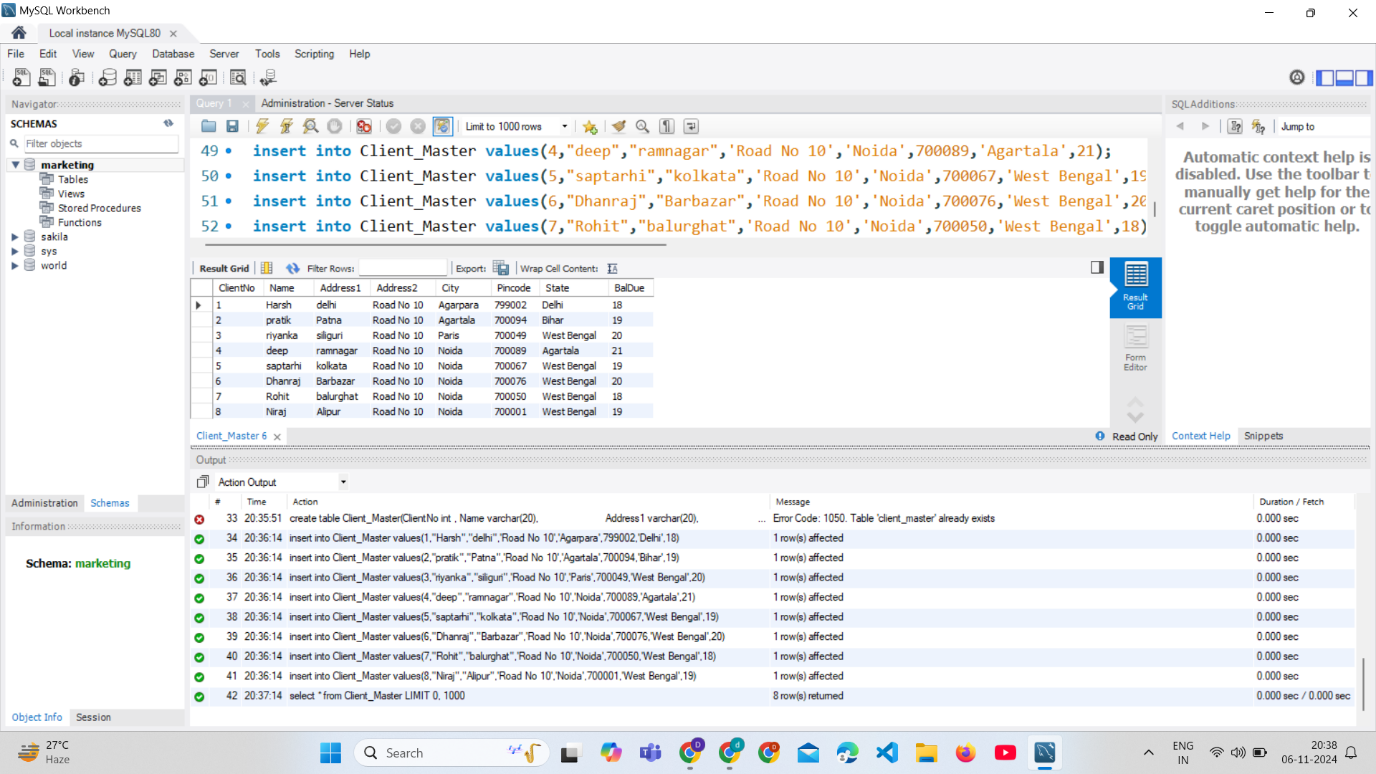 MySQL Workbench
Local instance MySQL80
File Edit View Query Database Server Tools Scripting Help
Navigator
SCHEMAS
Filter objects
marketing
Tables
Views
Stored Procedures
Functions
sakila
sys
world
Administration Schemas
Information
Schema: marketing
Object Info Session
Query 1 Administration - Server Status
Limit to 1000 rows
49 insert into Client_Master values(4,"deep","ramnagar",'Road No 10','Noida',700089,'Agartala',21);
50 insert into Client_Master values(5,"saptarhi","kolkata",'Road No 10','Noida',700067,'West Bengal',19
51 insert into Client_Master values(6,"Dhanraj","Barbazar",'Road No 10','Noida',700076,'West Bengal',20
52 insert into Client_Master values(7,"Rohit","balurghat",'Road No 10','Noida',700050,'West Bengal',18)
Result Grid Filter Rows: Export: Wrap Cell Content:
ClientNo Name Address1 Address2 City Pincode State BalDue
1 Harsh delhi Road No 10 Agarpara 799002 Delhi 18
2 pratik Patna Road No 10 Agartala 700094 Bihar 19
3 riyanka siliguri Road No 10 Paris 700049 West Bengal 20
4 deep ramnagar Road No 10 Noida 700089 Agartala 21
5 saptarhi kolkata Road No 10 Noida 700067 West Bengal 19
6 Dhanraj Barbazar Road No 10 Noida 700076 West Bengal 20
7 Rohit balurghat Road No 10 Noida 700050 West Bengal 18
8 Niraj Alipur Road No 10 Noida 700001 West Bengal 19
Result
Grid
Form
Editor
Client_Master 6
Read Only
SQLAdditions
Jump to
Automatic context help is
disabled. Use the toolbar t
manually get help for the
current caret position or to
toggle automatic help.
Context Help Snippets
Output
Action Output
# Time Action Message Duration / Fetch
33 20:35:51 create table Client_Master(ClientNo int , Name varchar(20), Address1 varchar(20), ... Error Code: 1050. Table 'client_master' already exists 0.000 sec
34 20:36:14 insert into Client_Master values(1,"Harsh","delhi",'Road No 10','Agarpara',799002,'Delhi',18) 1 row(s) affected 0.000 sec
35 20:36:14 insert into Client_Master values(2,"pratik","Patna",'Road No 10','Agartala',700094,'Bihar',19) 1 row(s) affected 0.000 sec
36 20:36:14 insert into Client_Master values(3,"riyanka","siliguri",'Road No 10','Paris',700049,'West Bengal',20) 1 row(s) affected 0.000 sec
37 20:36:14 insert into Client_Master values(4,"deep","ramnagar",'Road No 10','Noida',700089,'Agartala',21) 1 row(s) affected 0.000 sec
38 20:36:14 insert into Client_Master values(5,"saptarhi","kolkata",'Road No 10','Noida',700067,'West Bengal',19) 1 row(s) affected 0.000 sec
39 20:36:14 insert into Client_Master values(6,"Dhanraj","Barbazar",'Road No 10','Noida',700076,'West Bengal',20) 1 row(s) affected 0.000 sec
40 20:36:14 insert into Client_Master values(7,"Rohit","balurghat",'Road No 10','Noida',700050,'West Bengal',18) 1 row(s) affected 0.000 sec
41 20:36:14 insert into Client_Master values(8,"Niraj","Alipur",'Road No 10','Noida',700001,'West Bengal',19) 1 row(s) affected 0.000 sec
42 20:37:14 select * from Client_Master LIMIT 0, 1000 8 row(s) returned 0.000 sec / 0.000 sec
27°C
Haze
Search
ENG
IN
20:38
06-11-2024